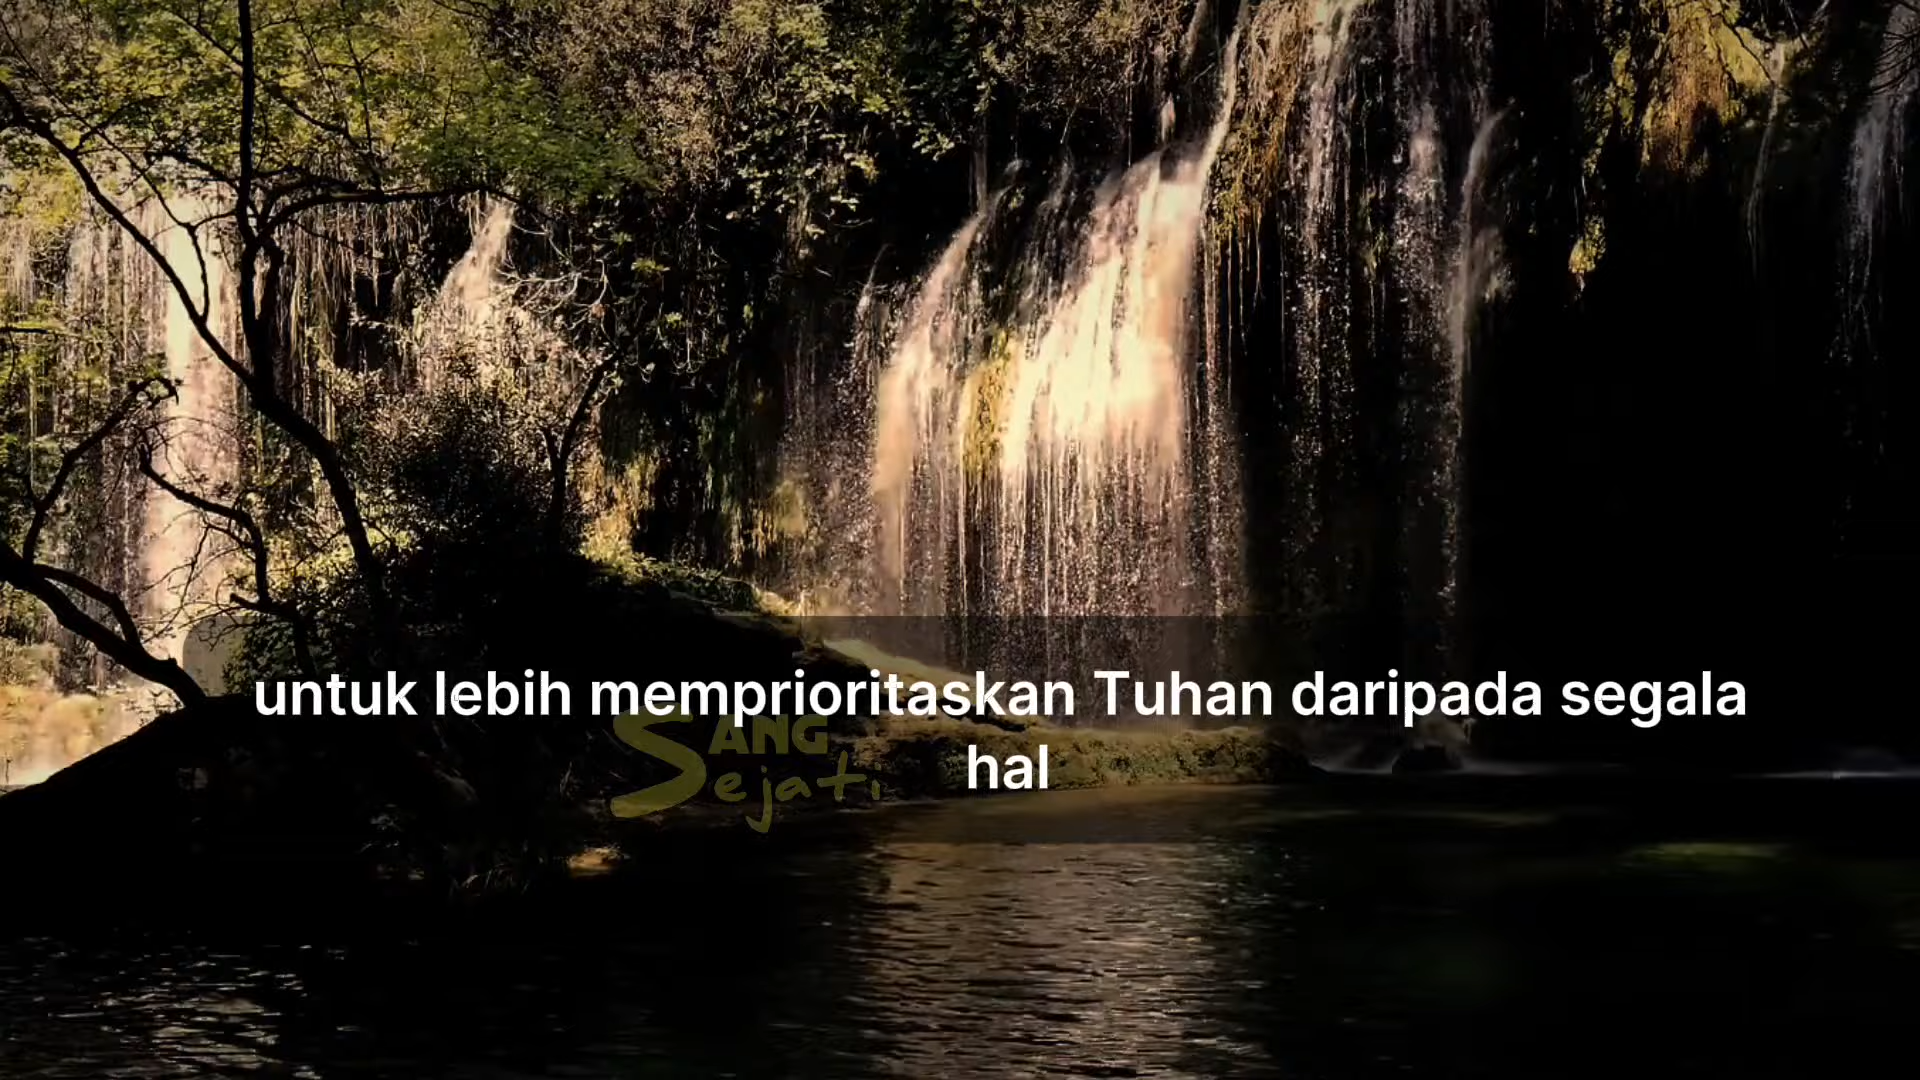 untuk lebih memprioritaskan Tuhan daripada segala
hal
SANG
Sejati